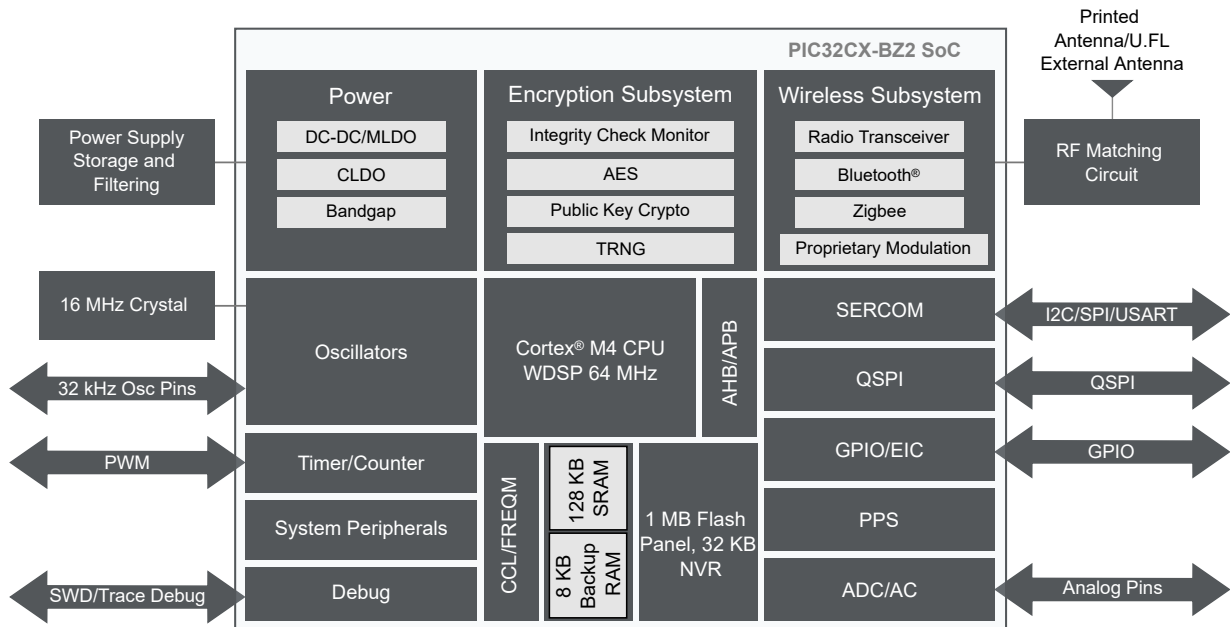 Printed
Antenna/U.FL
External Antenna
PIC32CX-BZ2 SoC
Power Supply
Storage and
Filtering
Power
DC-DC/MLDO
CLDO
Bandgap
Encryption Subsystem
Integrity Check Monitor
AES
Public Key Crypto
TRNG
Wireless Subsystem
Radio Transceiver
Bluetooth®
Zigbee
Proprietary Modulation
RF Matching
Circuit
16 MHz Crystal
32 kHz Osc Pins
PWM
SWD/Trace Debug
Oscillators
Timer/Counter
System Peripherals
Debug
Cortex® M4 CPU
WDSP 64 MHz
AHB/APB
CCL/FREQM
128 KB
SRAM
8 KB
Backup
RAM
1 MB Flash
Panel, 32 KB
NVR
SERCOM
QSPI
GPIO/EIC
PPS
ADC/AC
I2C/SPI/USART
QSPI
GPIO
Analog Pins